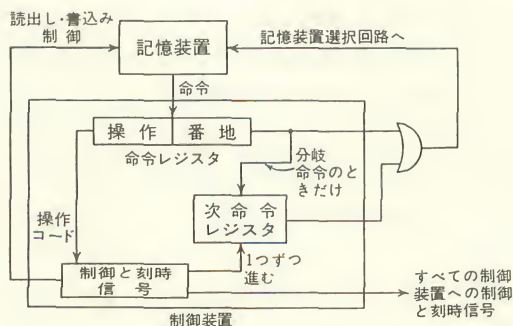 読出し・書込み
制御
記憶装置
記憶装置選択回路へ
命令
操作
番地
命令レジスタ
分岐
命令のと
きだけ
次命令
レジスタ
操作
コード
1つずつ
進む
制御と刻時
信号
すべての制御
装置への制御
と刻時信号
制御装置